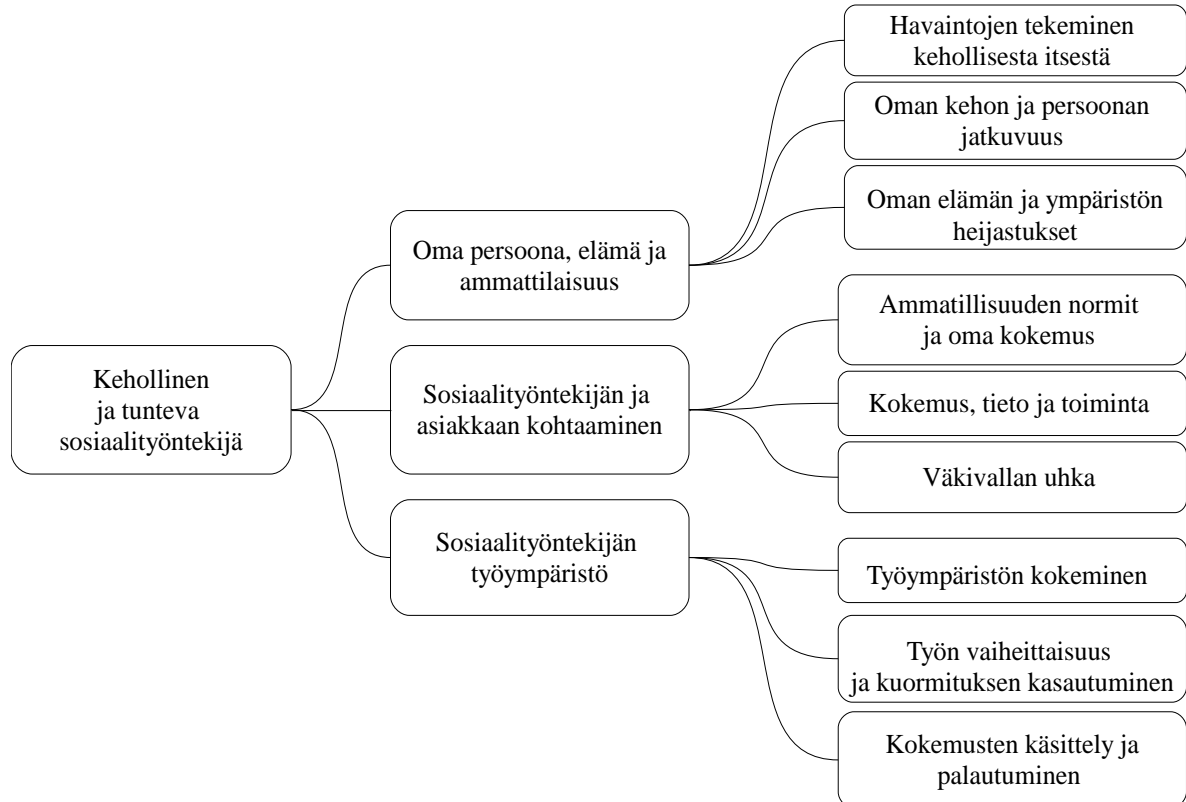 Kehollinen
ja tunteva
sosiaalityöntekijä
Oma persoona, elämä ja
ammattilaisuus
Havaintojen tekeminen
kehollisesta itsestä
Oman kehon ja persoonan
jatkuvuus
Oman elämän ja ympäristön
heijastukset
Sosiaalityöntekijän ja
asiakkaan kohtaaminen
Ammatillisuuden normit
ja oma kokemus
Kokemus, tieto ja toiminta
Väkivallan uhka
Sosiaalityöntekijän
työympäristö
Työympäristön kokeminen
Työn vaiheittaisuus
ja kuormituksen kasautuminen
Kokemusten käsittely ja
palautuminen